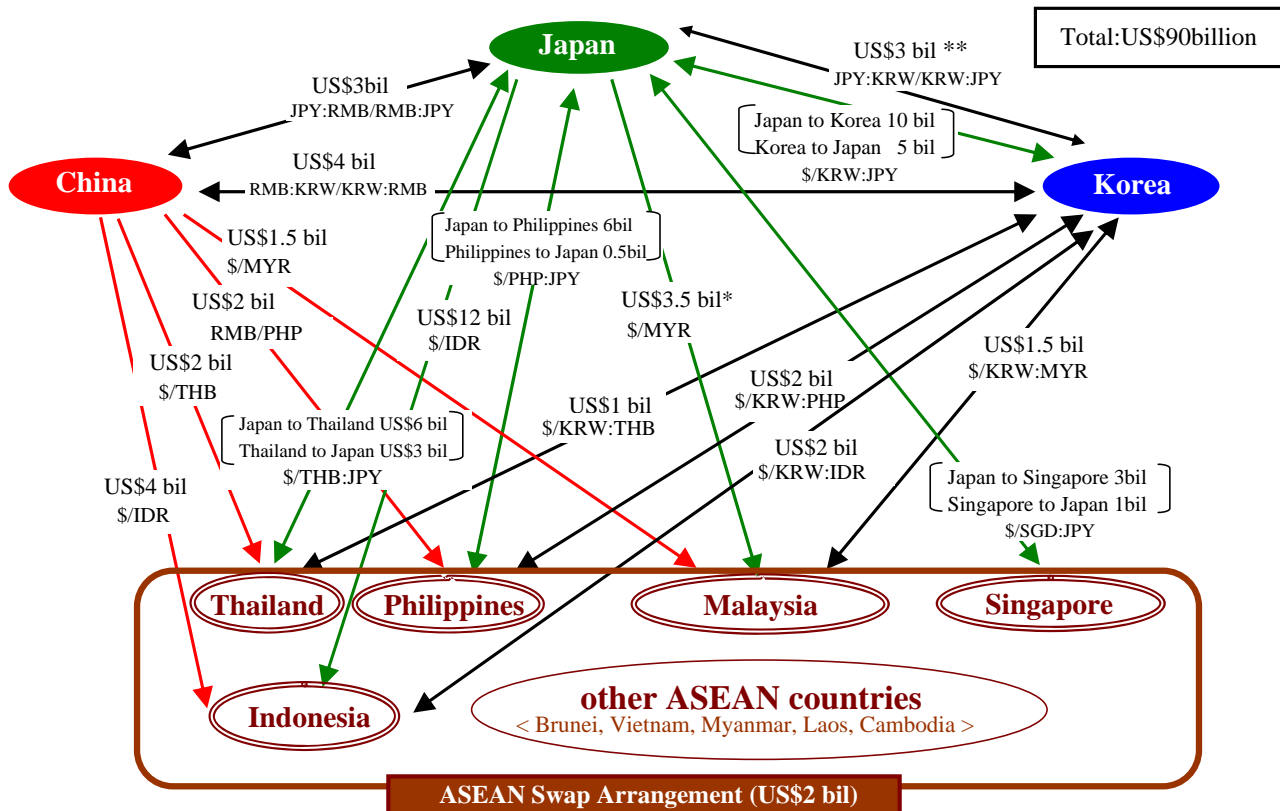 Japan
Total:US$90billion
US$3 bil **
JPY:KRW/KRW:JPY
US$3bil
JPY:RMB/RMB:JPY
Japan to Korea 10 bil
Korea to Japan 5 bil
$/KRW:JPY
US$4 bil
RMB:KRW/KRW:RMB
China
Korea
Japan to Philippines 6bil
Philippines to Japan 0.5bil
$/PHP:JPY
US$1.5 bil
$/MYR
US$2 bil
RMB/PHP
US$12 bil
$/IDR
US$3.5 bil*
$/MYR
US$1.5 bil
$/KRW:MYR
US$2 bil
$/THB
US$2 bil
$/KRW:PHP
US$1 bil
$/KRW:THB
Japan to Thailand US$6 bil
Thailand to Japan US$3 bil
$/THB:JPY
US$2 bil
$/KRW:IDR
Japan to Singapore 3bil
Singapore to Japan 1bil
$/SGD:JPY
US$4 bil
$/IDR
Thailand
Philippines
Malaysia
Singapore
Indonesia
other ASEAN countries
< Brunei, Vietnam, Myanmar, Laos, Cambodia >
ASEAN Swap Arrangement (US$2 bil)